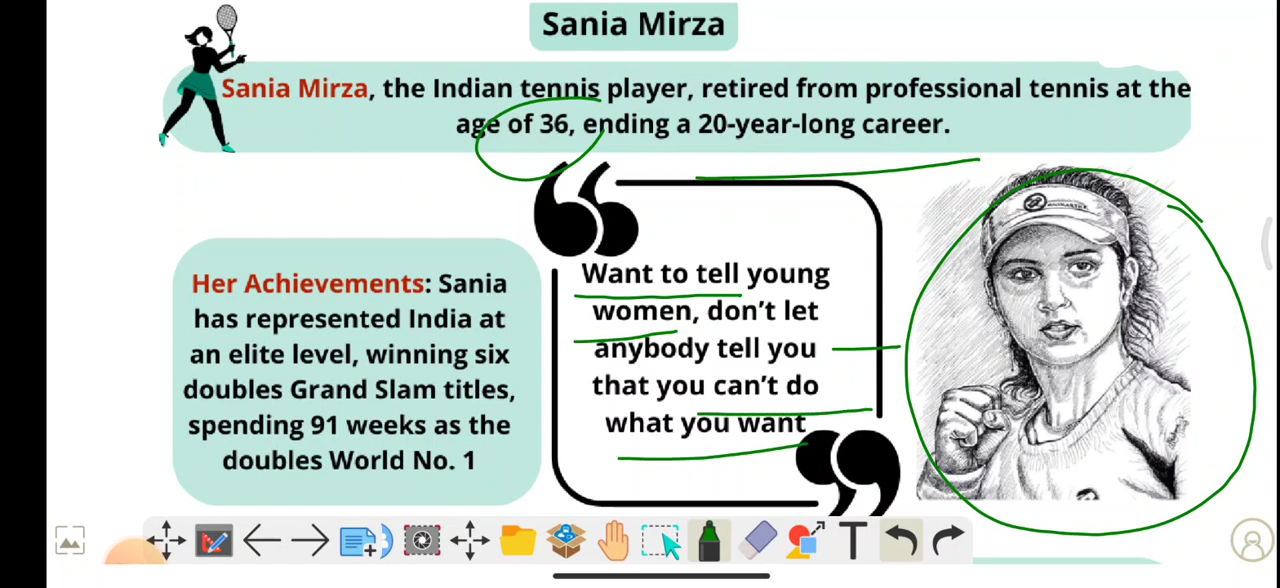 Sania Mirza
Sania Mirza, the Indian tennis player, retired from professional tennis at the
age of 36, ending a 20-year-long career.
Her Achievements: Sania
has represented India at
an elite level, winning six
doubles Grand Slam titles,
spending 91 weeks as the
doubles World No. 1
Want to tell young
women, don't let
anybody tell you
that you can't do
what you want
T